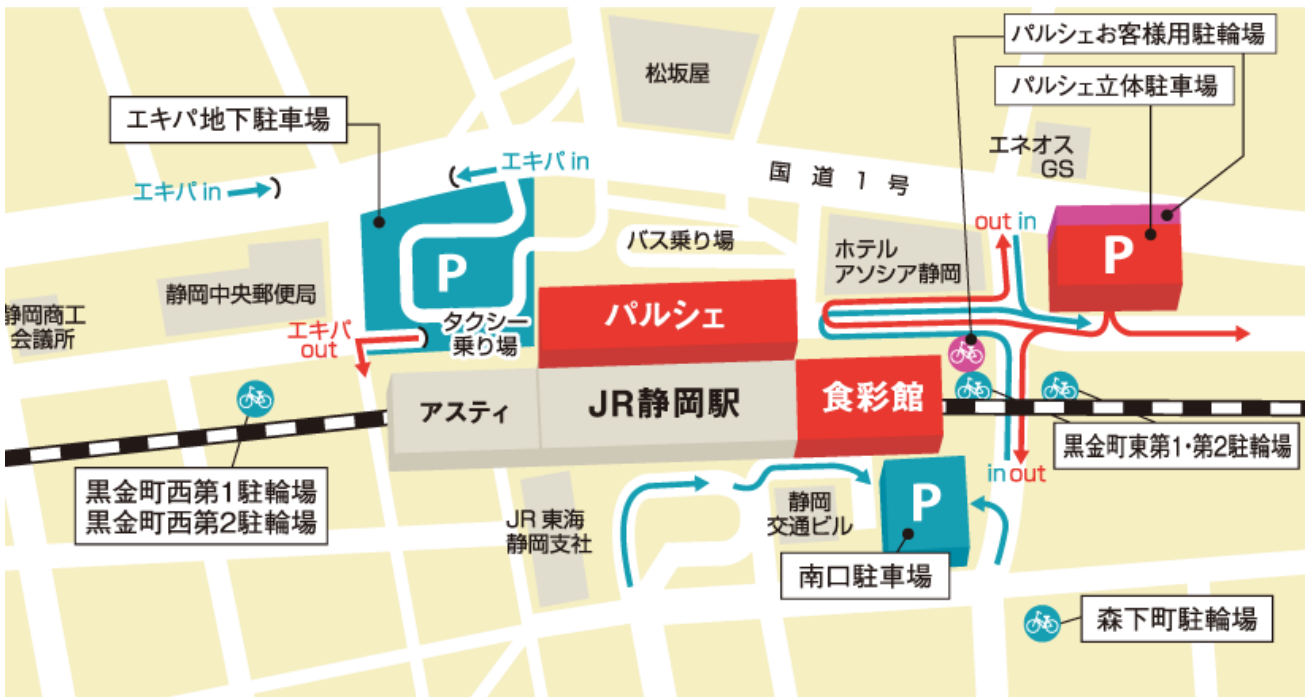 パルシェお客様用駐輪場
松坂屋
パルシェ立体駐車場
エキパ地下駐車場
エネオス
GS
エキパ in
エキパ in
国道1号
out in
バス乗り場
ホテル
アソシア静岡
P
P
静岡中央郵便局
静岡商工
会議所
パルシェ
タクシー
乗り場
エキパ
out
アスティ
JR静岡駅
食彩館
黒金町東第1・第2駐輪場
in out
黒金町西第1駐輪場
黒金町西第2駐輪場
JR東海
静岡支社
静岡
交通ビル
P
南口駐車場
森下町駐輪場